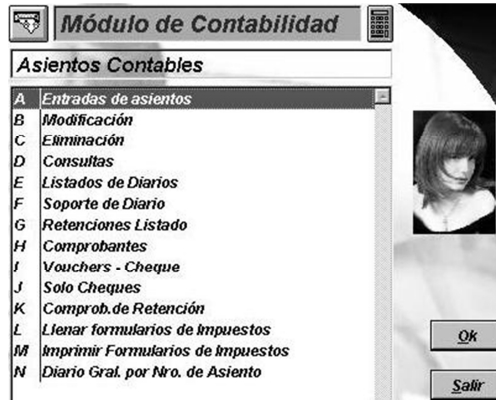 Módulo de Contabilidad
Asientos Contables
A Entradas de asientos
B Modificación
C Eliminación
D Consultas
E Listados de Diarios
F Soporte de Diario
G Retenciones Listado
H Comprobantes
I Vouchers - Cheque
J Solo Cheques
K Comprob.de Retención
L Llenar formularios de Impuestos
M Imprimir Formularios de Impuestos
N Diario Gral. por Nro. de Asiento
Ok
Salir